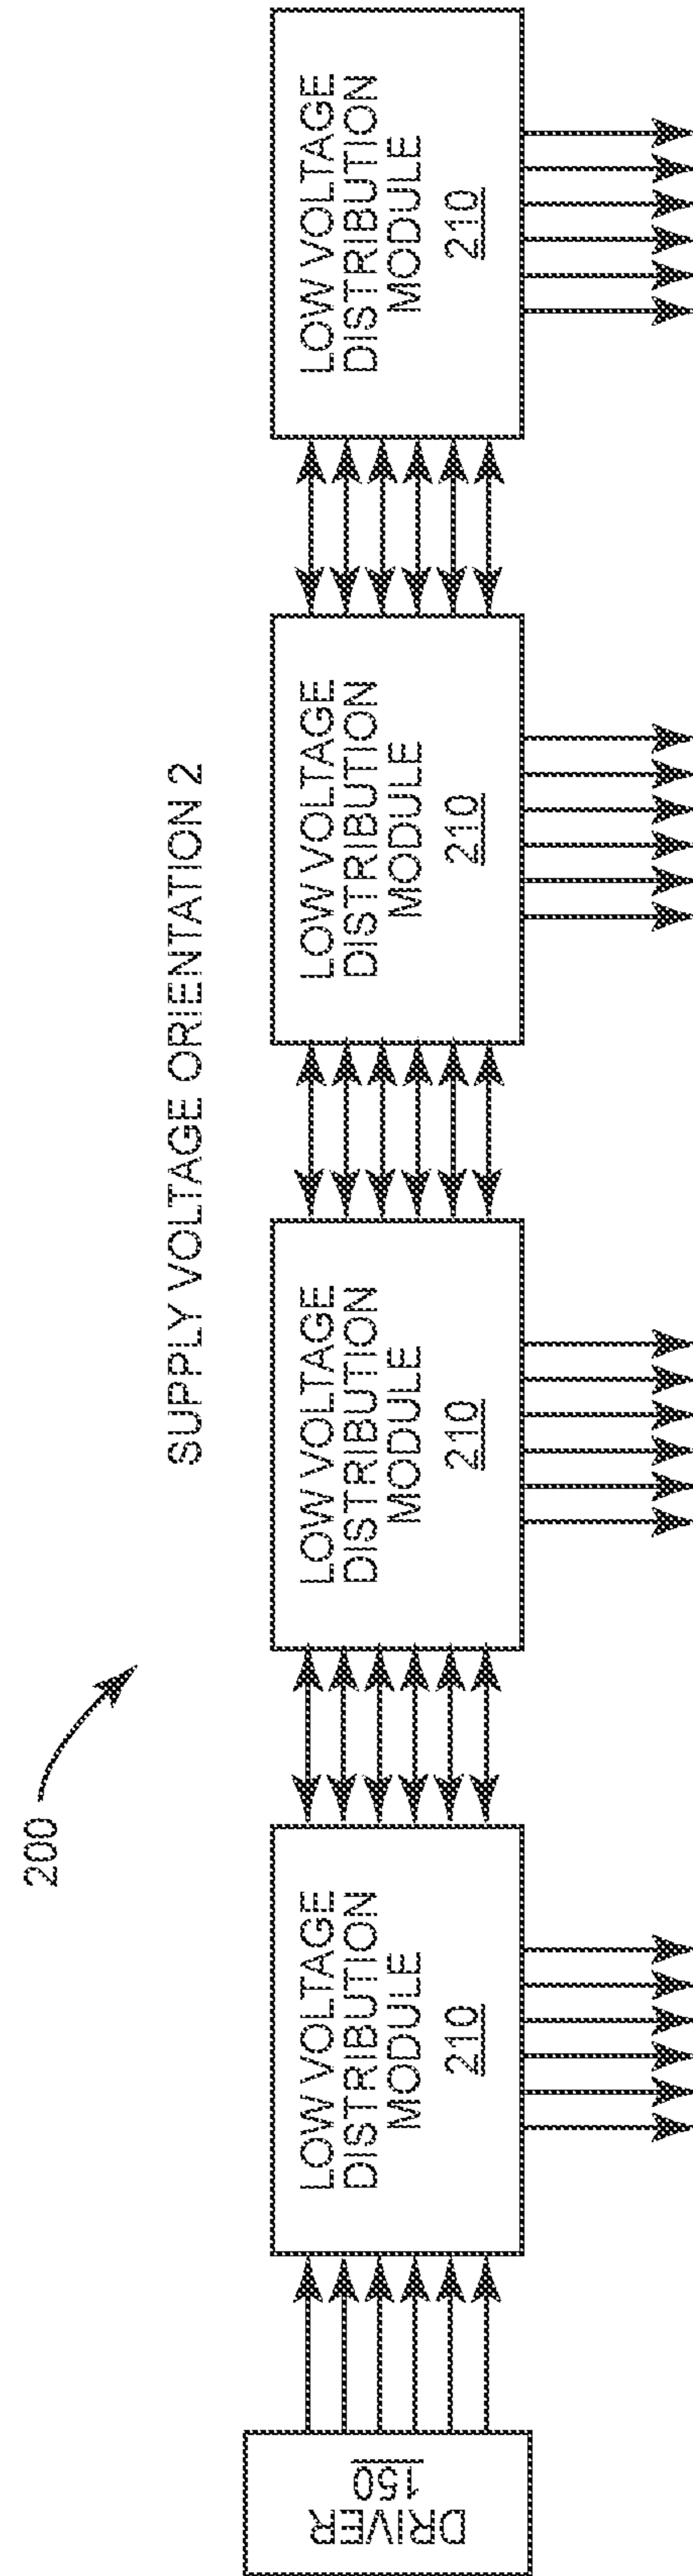 200
SUPPLY VOLTAGE ORIENTATION 2
DRIVER
150
LOW VOLTAGE
DISTRIBUTION
MODULE
210
LOW VOLTAGE
DISTRIBUTION
MODULE
210
LOW VOLTAGE
DISTRIBUTION
MODULE
210
LOW VOLTAGE
DISTRIBUTION
MODULE
210